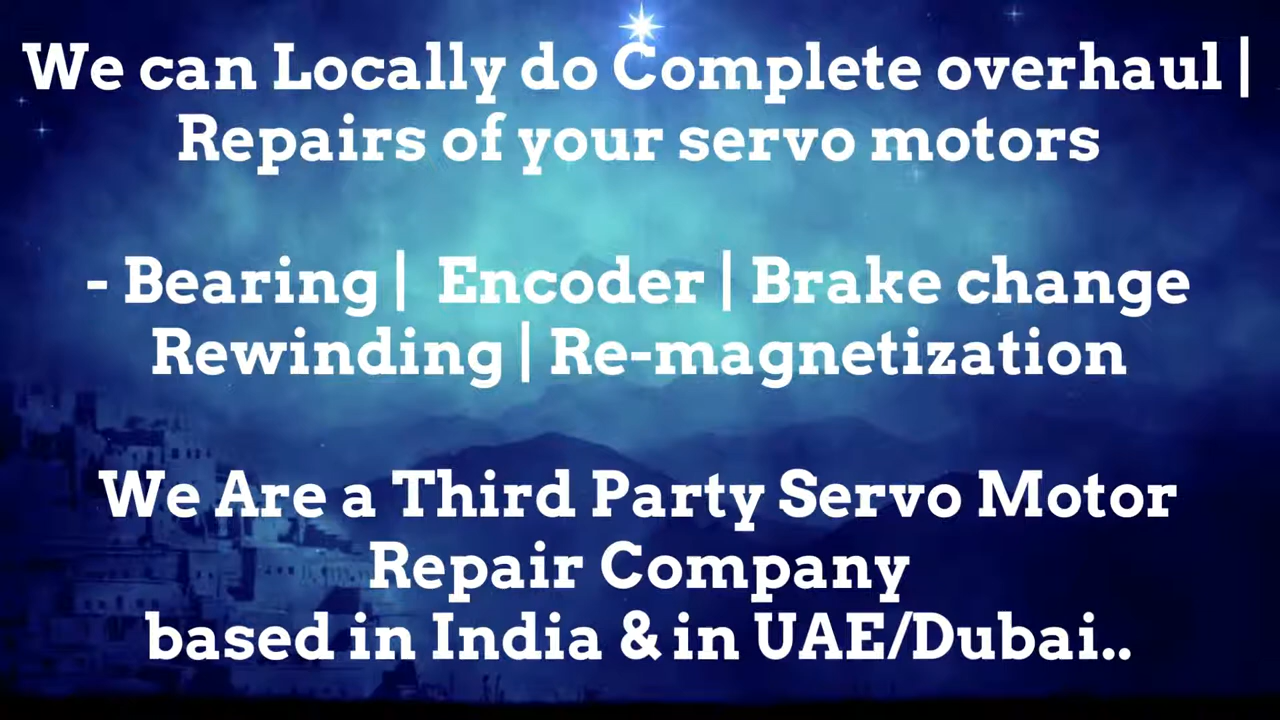 We can Locally do Complete overhaul |
Repairs of your servo motors
- Bearing | Encoder | Brake change
Rewinding | Re-magnetization
We Are a Third Party Servo Motor
Repair Company
based in India & in UAE/Dubai..